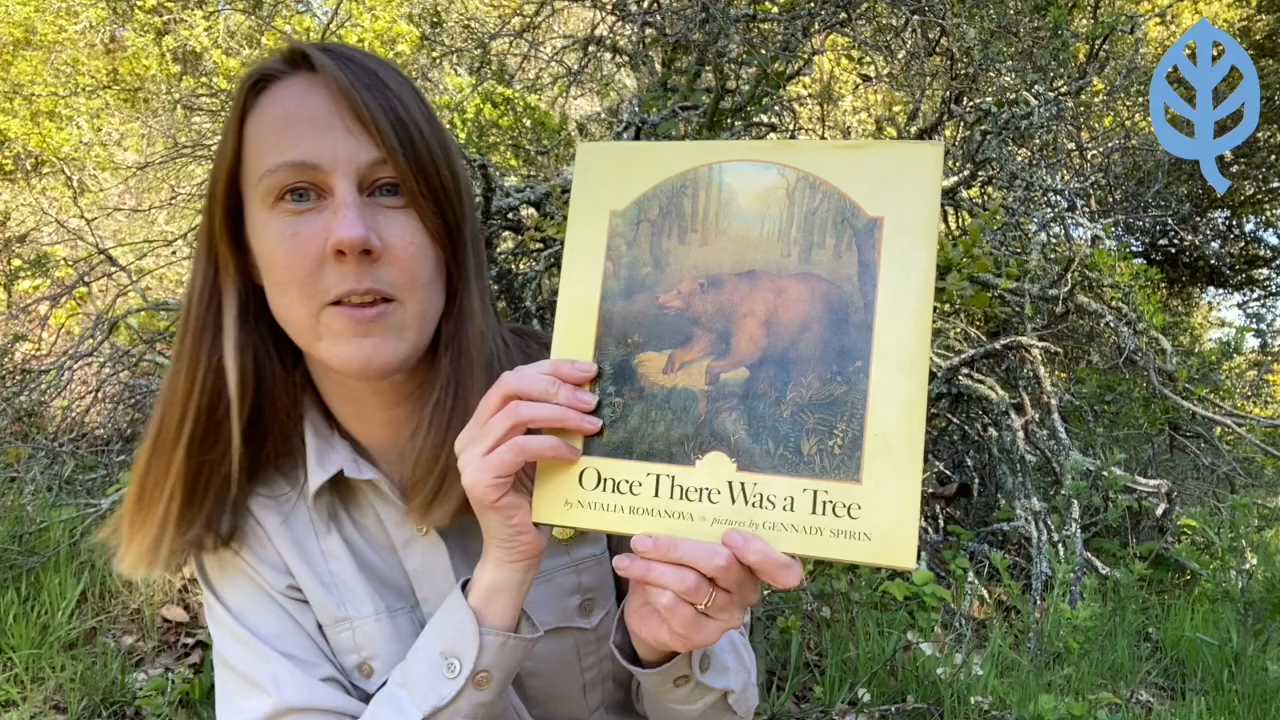 Once There Was a Tree
by NATALIA ROMANOVA pictures by GENNADY SPIRIN